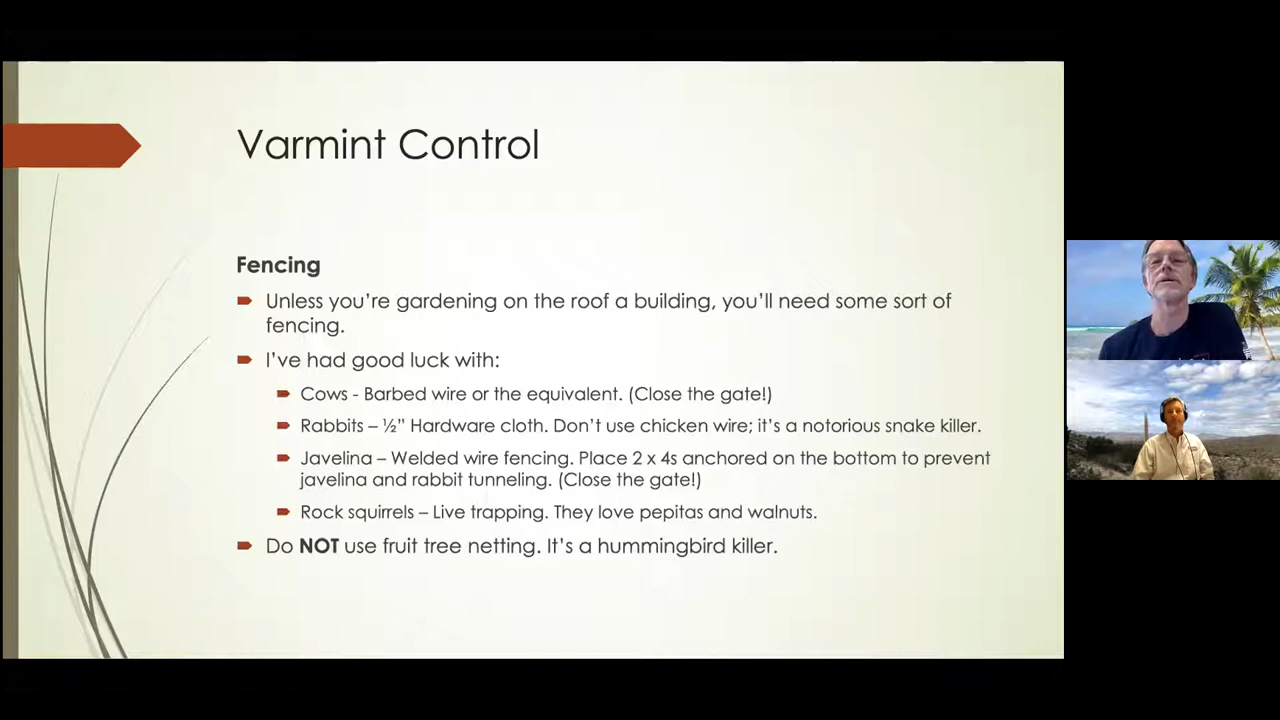 Varmint Control
Fencing
Unless you’re gardening on the roof a building, you’ll need some sort of
fencing.
I’ve had good luck with:
Cows - Barbed wire or the equivalent. (Close the gate!)
Rabbits – ½” Hardware cloth. Don’t use chicken wire; it’s a notorious snake killer.
Javelina – Welded wire fencing. Place 2 x 4s anchored on the bottom to prevent
javelina and rabbit tunneling. (Close the gate!)
Rock squirrels – Live trapping. They love pepitas and walnuts.
Do NOT use fruit tree netting. It’s a hummingbird killer.